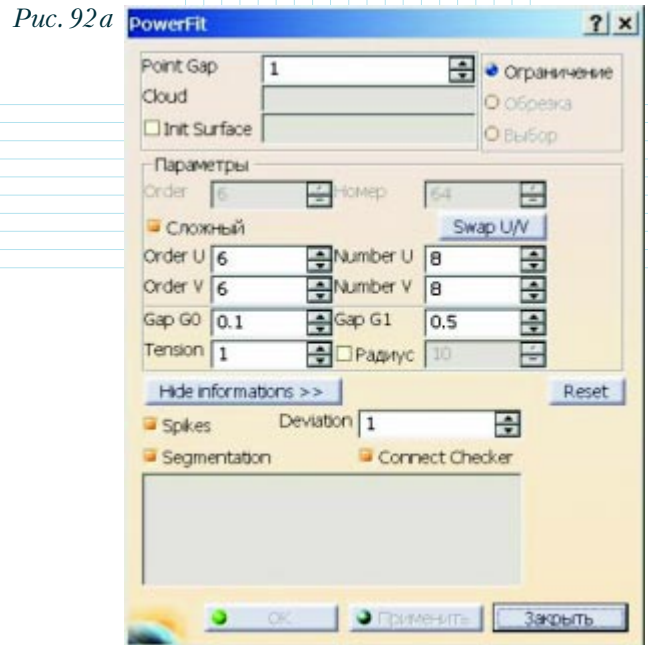 Рис. 92а
PowerFit
Point Gap 1 Ограничение
Cloud Обрезка
Init Surface Выбор
Параметры
Order 6 Номер 64
Сложный Swap U/V
Order U 6 Number U 8
Order V 6 Number V 8
Gap G0 0.1 Gap G1 0.5
Tension 1 Радиус 10
Hide informations >> Reset
Spikes Deviation 1
Segmentation Connect Checker
OK Применить Закрыть